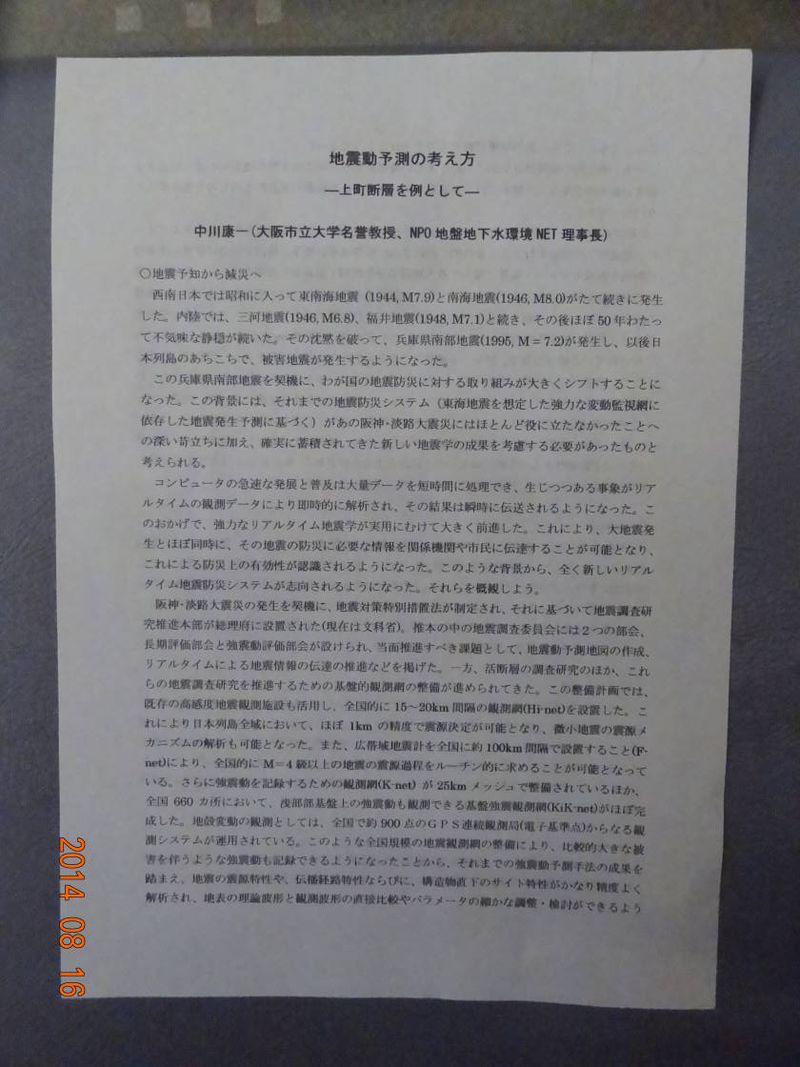 地震動予測の考え方
―上町断層を例として―
中川康一(大阪市立大学名誉教授、NPO 地盤地下水環境 NET 理事長)
○地震予知から減災へ
西南日本では昭和に入って東南海地震 (1944, M7.9)と南海地震(1946, M8.0)がたて続きに発生
した。内陸では、三河地震(1946, M6.8)、福井地震(1948, M7.1)と続き、その後ほぼ 50 年わたっ
て不気味な静穏が続いた。その沈黙を破って、兵庫県南部地震(1995, M = 7.2)が発生し、以後日
本列島のあちこちで、被害地震が発生するようになった。
この兵庫県南部地震を契機に、わが国の地震防災に対する取り組みが大きくシフトすることに
なった。この背景には、それまでの地震防災システム (東海地震を想定した強力な変動監視網に
依存した地震発生予測に基づく) があの阪神・淡路大震災にはほとんど役に立たなかったことへ
の深い苛立ちに加え、確実に蓄積されてきた新しい地震学の成果を考慮する必要があったものと
考えられる。
コンピュータの急速な発展と普及は大量データを短時間に処理でき、生じつつある事象がリア
ルタイムの観測データにより即時的に解析され、その結果は瞬時に伝送されるようになった。こ
のおかげで、強力なリアルタイム地震学が実用にむけて大きく前進した。これにより、大地震発
生とほぼ同時に、その地震の防災に必要な情報を関係機関や市民に伝達することが可能となり、
これによる防災上の有効性が認識されるようになった。このような背景から、全く新しいリアル
タイム地震防災システムが志向されるようになった。それらを概観しよう。
阪神・淡路大震災の発生を契機に、地震対策特別措置法が制定され、それに基づいて地震調査研
究推進本部が総理府に設置された(現在は文科省)。推本の中の地震調査委員会には２つの部会、
長期評価部会と強震動評価部会が設けられ、当面推進すべき課題として、地震動予測地図の作成、
リアルタイムによる地震情報の伝達の推進などを掲げた。一方、活断層の調査研究のほか、これ
らの地震調査研究を推進するための基盤的観測網の整備が進められてきた。この整備計画では、
既存の高感度地震観測施設も活用し、全国的に 15～20km 間隔の観測網(Hi-net)を設置した。こ
れにより日本列島全域において、ほぼ 1km の精度で震源決定が可能となり、微小地震の震源メ
カニズムの解析も可能となった。また、広帯域地震計を全国に約 100km 間隔で設置すること(F-
net)により、全国的に M＝4 級以上の地震の震源過程をルーチン的に求めることが可能となって
いる。さらに強震動を記録するための観測網(K-net) が 25km メッシュで整備されているほか、
全国 660 カ所において、浅部部基盤上の強震動も観測できる基盤強震観測網(KiK-net)がほぼ完
成した。地殻変動の観測としては、全国で約 900 点のＧＰＳ連続観測局(電子基準点)からなる観
測システムが運用されている。このような全国規模の地震観測網の整備により、比較的大きな被
害を伴うような強震動も記録できるようになったことから、それまでの強震動予測手法の成果を
踏まえ、地震の震源特性や、伝播経路特性ならびに、構造物直下のサイト特性がかなり精度よく
解析され、地表の理論波形と観測波形の直接比較やパラメータの細かな調整・検討ができるよう
2014 08 16